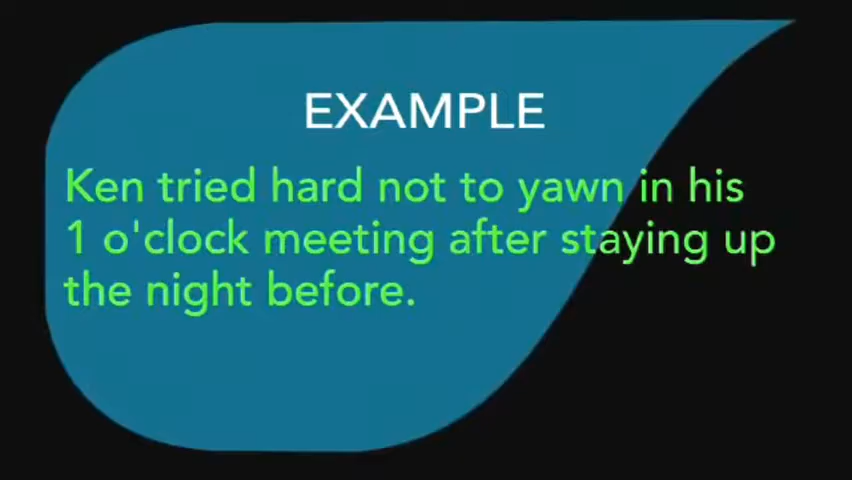 EXAMPLE
Ken tried hard not to yawn in his
1 o'clock meeting after staying up
the night before.